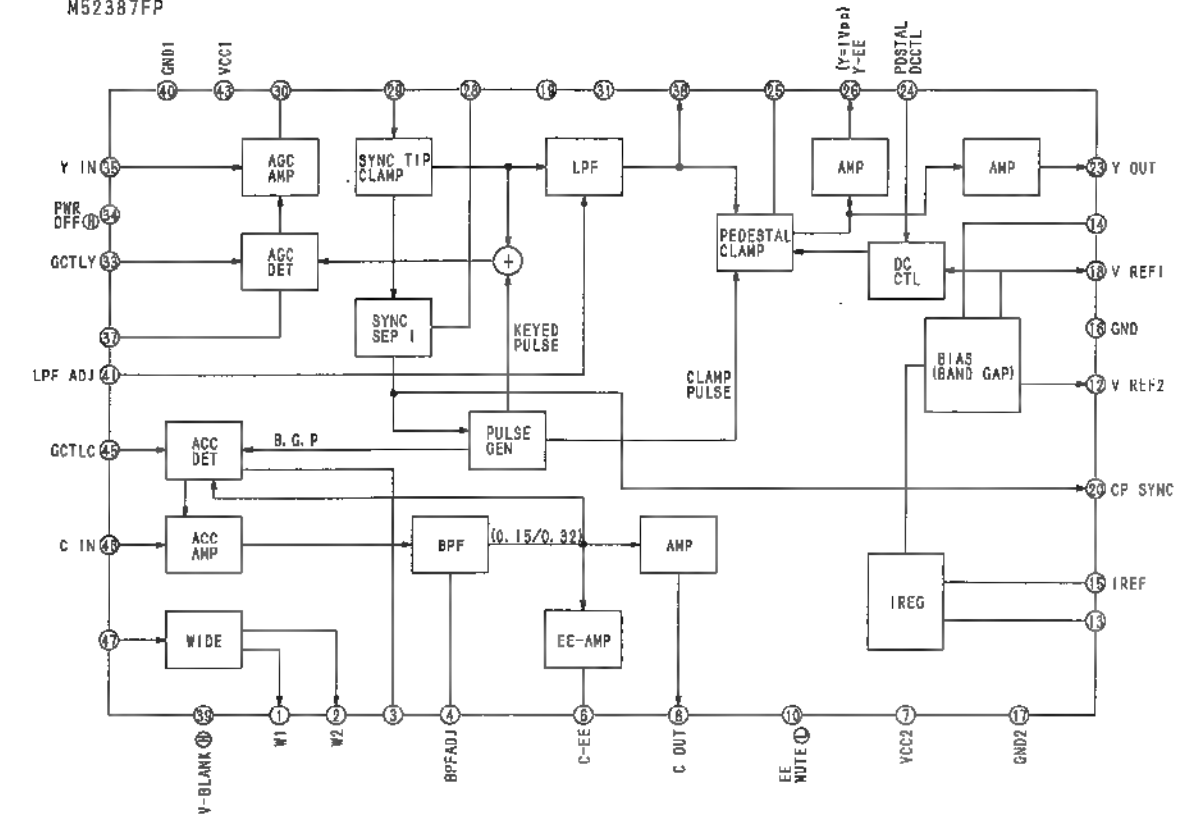 M52387FP
GND1
VCC1
(Y=1Vpp)
Y-EE
PDSTAL
DCCTL
40
43
30
29
28
19
31
38
25
26
24
Y IN 35
AGC
AMP
SYNC TIP
CLAMP
LPF
AMP
AMP
23 Y OUT
PWR
OFF H 34
14
GCTLY 33
AGC
DET
+
PEDESTAL
CLAMP
DC
CTL
18 V REF1
37
SYNC
SEP 1
KEYED
PULSE
16 GND
LPF ADJ 41
CLAMP
PULSE
BIAS
(BAND GAP)
12 V REF2
GCTLC 45
ACC
DET
B.G.P
PULSE
GEN
20 CP SYNC
C IN
ACC
AMP
BPF
(0.15/0.32)
AMP
IREG
15 IREF
13
47
WIDE
EE-AMP
39
1
2
3
4
6
8
10
7
17
V-BLANK H
W1
W2
BPFADJ
C-EE
C OUT
EE
MUTE L
VCC2
GND2